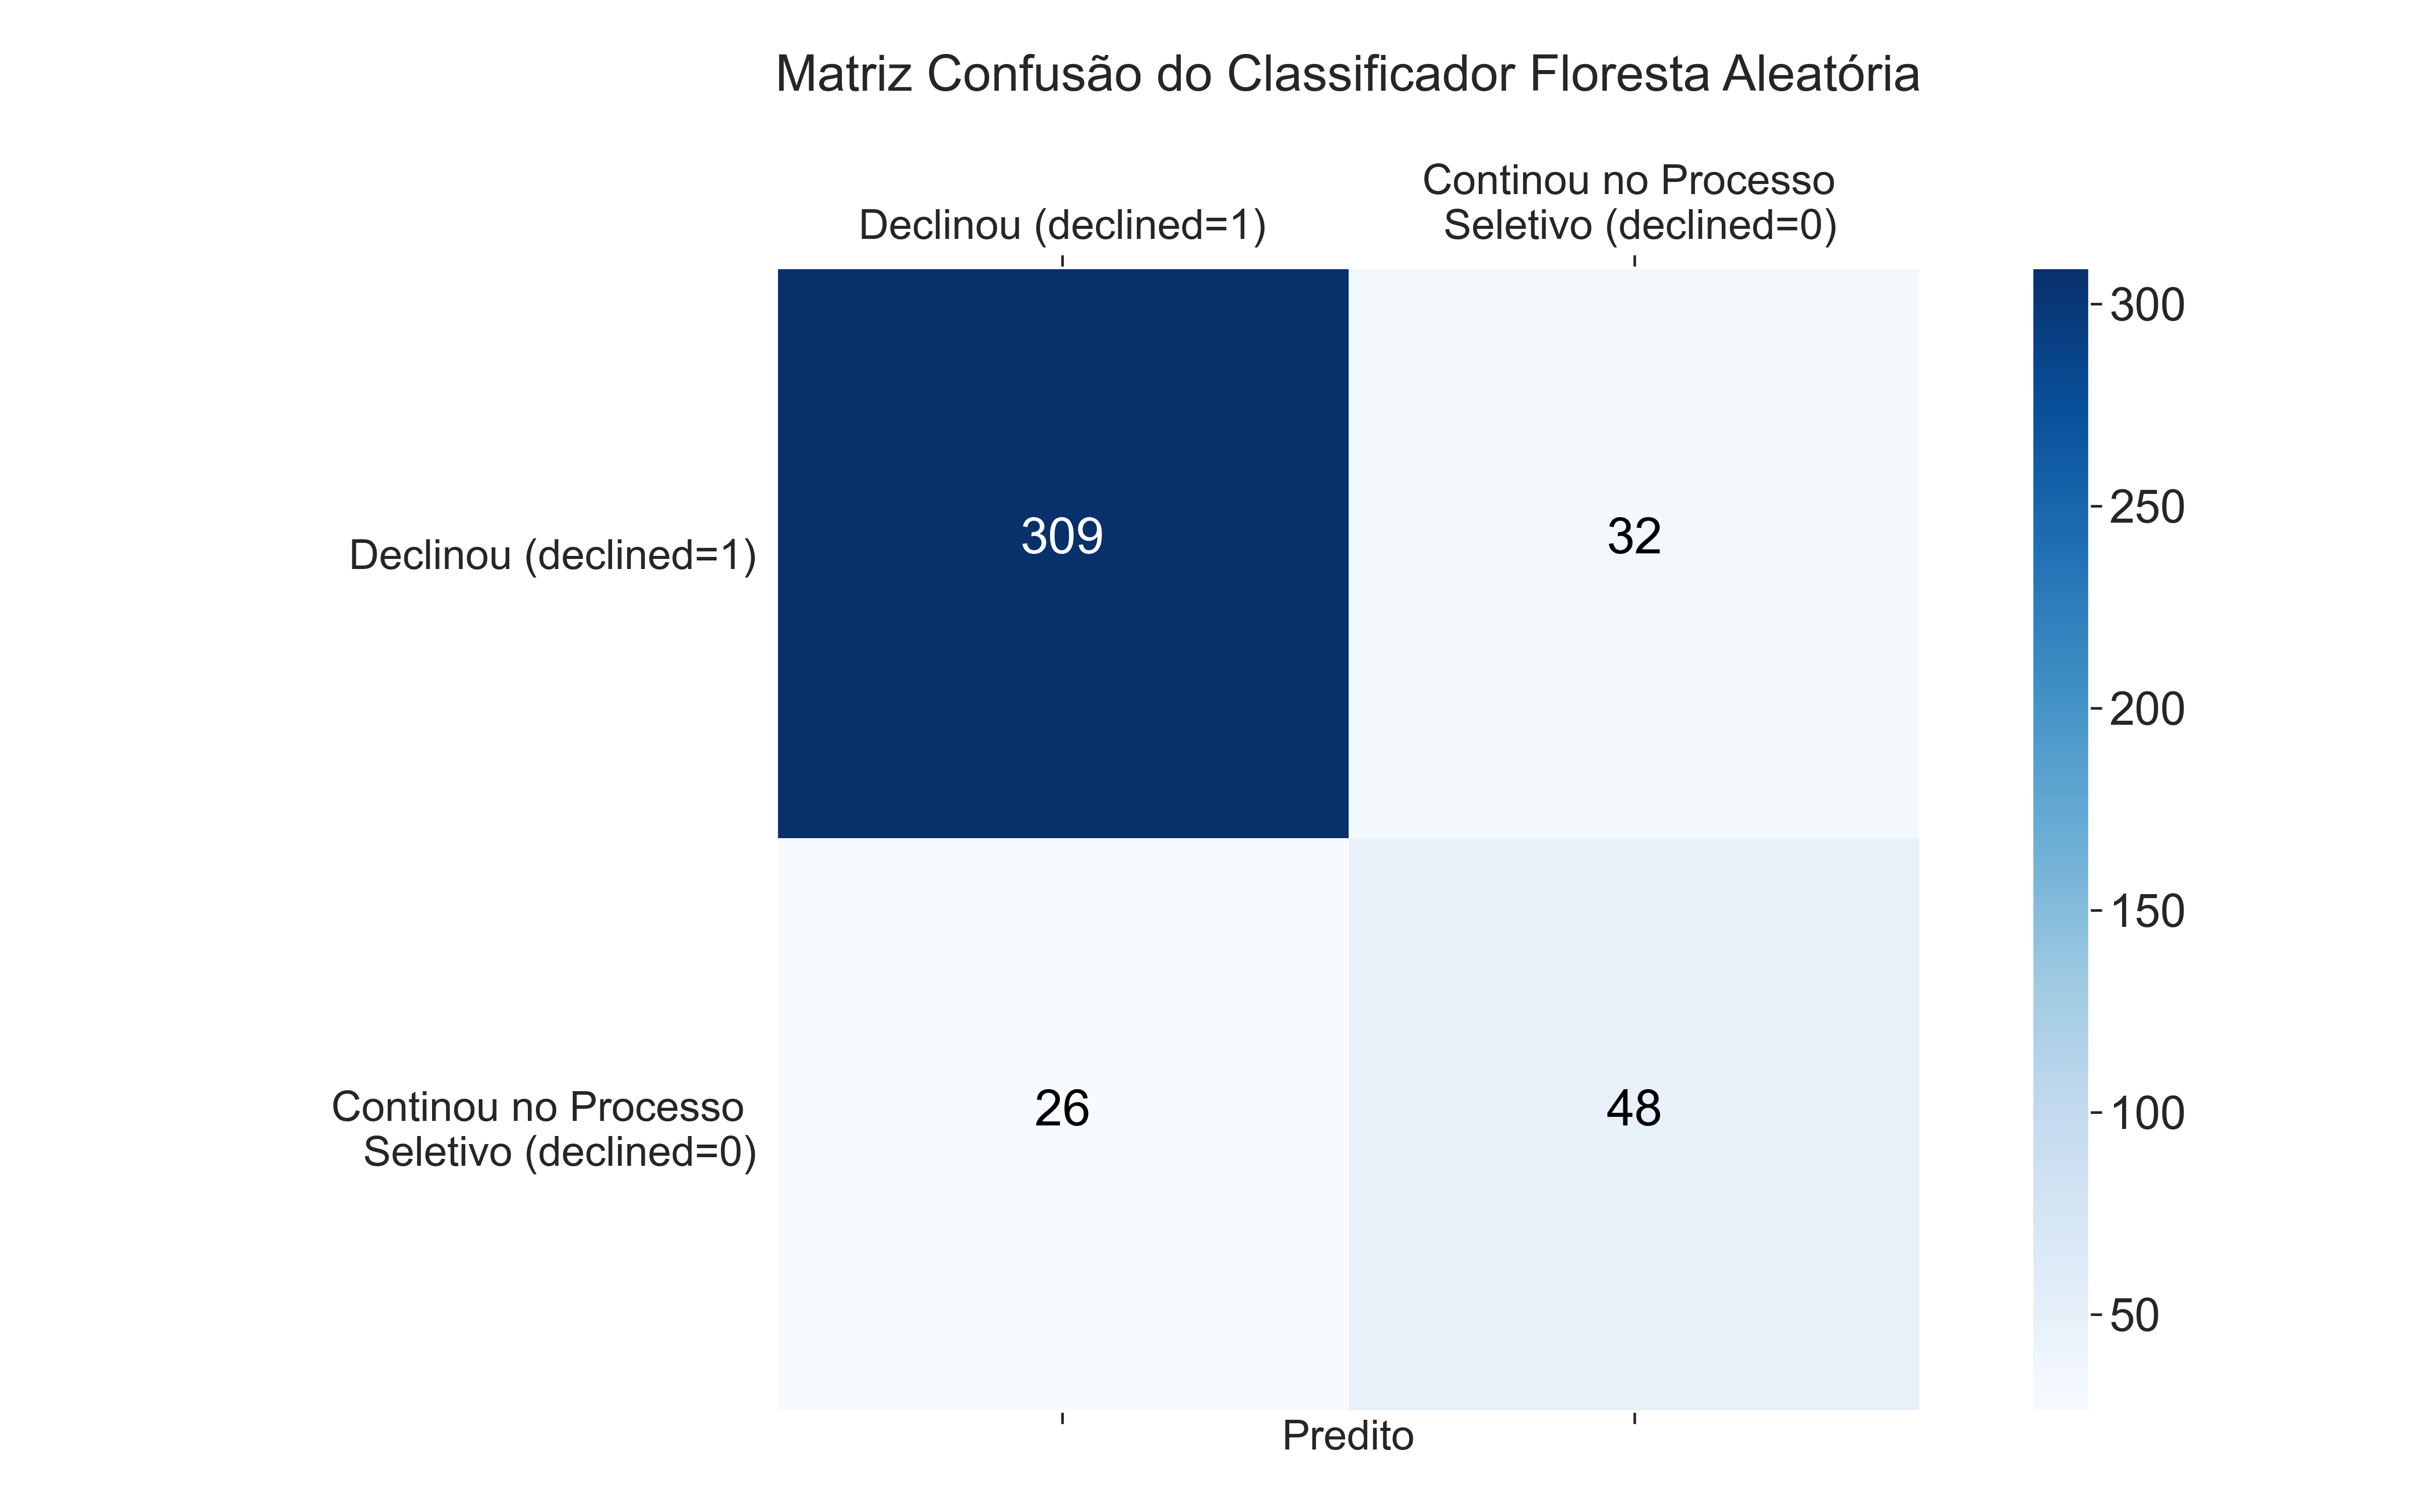 Matriz Confusão do Classificador Floresta Aleatória
Continou no Processo
Declinou (declined=1) Seletivo (declined=0)
300
250
Declinou (declined=1) 309 32
200
150
Continou no Processo
Seletivo (declined=0) 26 48
100
50
Predito